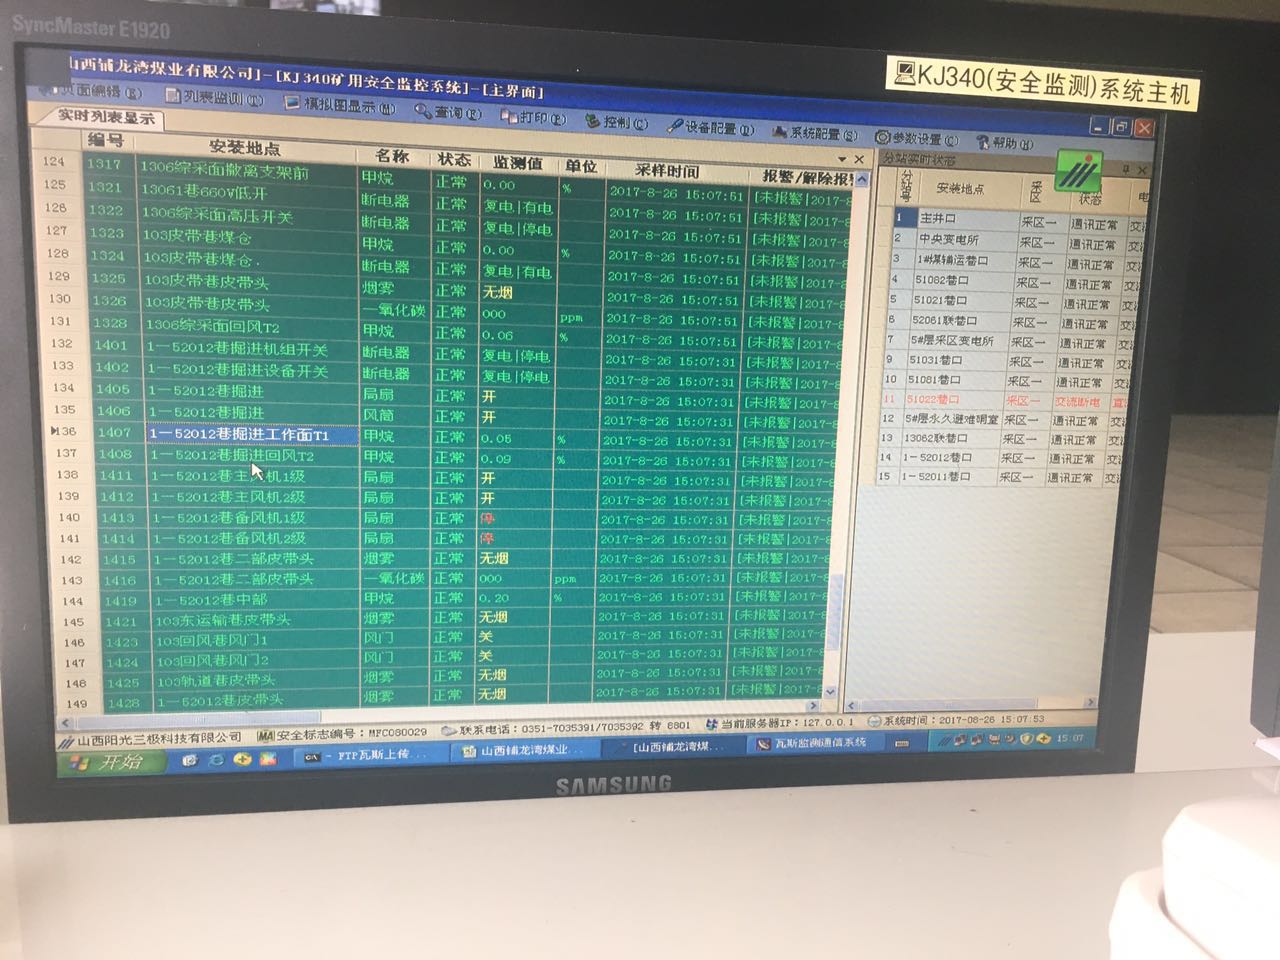 SyncMaster E1920
KJ340(安全监测)系统主机
山西铺龙湾煤业有限公司]-[KJ340矿用安全监控系统]-[主界面]
页面编辑(E) 列表监测(T) 模拟图显示(M) 查询(R) 打印(P) 控制(C) 设备配置(D) 系统配置(S) 参数设置(C) 帮助(H)
实时列表显示
编号 安装地点 名称 状态 监测值 单位 采样时间 报警/解除报警
124 1317 1306综采面撤离支架前 甲烷 正常 0.00 % 2017-8-26 15:07:51 [未报警|2017-8
125 1321 13061巷660V低开 断电器 正常 复电|有电 2017-8-26 15:07:51 [未报警|2017-8
126 1322 1306综采面高压开关 断电器 正常 复电|停电 2017-8-26 15:07:51 [未报警|2017-8
127 1323 103皮带巷煤仓 甲烷 正常 0.00 % 2017-8-26 15:07:51 [未报警|2017-8
128 1324 103皮带巷煤仓. 断电器 正常 复电|有电 2017-8-26 15:07:51 [未报警|2017-8
129 1325 103皮带巷皮带头 烟雾 正常 无烟 2017-8-26 15:07:51 [未报警|2017-8
130 1326 103皮带巷皮带头 一氧化碳 正常 000 ppm 2017-8-26 15:07:51 [未报警|2017-8
131 1328 1306综采面回风T2 甲烷 正常 0.06 % 2017-8-26 15:07:51 [未报警|2017-8
132 1401 1一52012巷掘进机组开关 断电器 正常 复电|停电 2017-8-26 15:07:31 [未报警|2017-8
133 1402 1一52012巷掘进设备开关 断电器 正常 复电|停电 2017-8-26 15:07:31 [未报警|2017-8
134 1405 1一52012巷掘进 局扇 正常 开 2017-8-26 15:07:31 [未报警|2017-8
135 1406 1一52012巷掘进 风筒 正常 开 2017-8-26 15:07:31 [未报警|2017-8
136 1407 1一52012巷掘进工作面T1 甲烷 正常 0.05 % 2017-8-26 15:07:31 [未报警|2017-8
137 1408 1一52012巷掘进回风T2 甲烷 正常 0.09 % 2017-8-26 15:07:31 [未报警|2017-8
138 1411 1一52012巷主风机1级 局扇 正常 开 2017-8-26 15:07:31 [未报警|2017-8
139 1412 1一52012巷主风机2级 局扇 正常 开 2017-8-26 15:07:31 [未报警|2017-8
140 1413 1一52012巷备风机1级 局扇 正常 停 2017-8-26 15:07:31 [未报警|2017-8
141 1414 1一52012巷备风机2级 局扇 正常 停 2017-8-26 15:07:31 [未报警|2017-8
142 1415 1一52012巷二部皮带头 烟雾 正常 无烟 2017-8-26 15:07:31 [未报警|2017-8
143 1416 1一52012巷二部皮带头 一氧化碳 正常 000 ppm 2017-8-26 15:07:31 [未报警|2017-8
144 1419 1一52012巷中部 甲烷 正常 0.20 % 2017-8-26 15:07:31 [未报警|2017-8
145 1421 103东运输巷皮带头 烟雾 正常 无烟 2017-8-26 15:07:31 [未报警|2017-8
146 1423 103回风巷风门1 风门 正常 关 2017-8-26 15:07:31 [未报警|2017-8
147 1424 103回风巷风门2 风门 正常 关 2017-8-26 15:07:31 [未报警|2017-8
148 1425 103轨道巷皮带头 烟雾 正常 无烟 2017-8-26 15:07:31 [未报警|2017-8
149 1428 1一52012巷皮带头 烟雾 正常 无烟 2017-8-26 15:07:31 [未报警|2017-8
分站实时状态
分站号 安装地点 采区 状态 电
1 主井口 采区一 通讯正常 交
2 中央变电所 采区一 通讯正常 交
3 1#煤辅运巷口 采区一 通讯正常 交
4 51082巷口 采区一 通讯正常 交
5 51021巷口 采区一 通讯正常 交
6 52061联巷口 采区一 通讯正常 交
7 5#层采区变电所 采区一 通讯正常 交
9 51031巷口 采区一 通讯正常 交
10 51081巷口 采区一 通讯正常 交
11 51022巷口 采区一 交流断电 直
12 5#层永久避难硐室 采区一 通讯正常 交
13 13062联巷口 采区一 通讯正常 交
14 1-52012巷口 采区一 通讯正常 交
15 1-52011巷口 采区一 通讯正常 交
山西阳光三极科技有限公司 MA安全标志编号：MFC080029 联系电话：0351-7035391/7035392 转 8801 当前服务器IP：127.0.0.1 系统时间：2017-08-26 15:07:53
开始 - FTP瓦斯上传... 山西铺龙湾煤业... [山西铺龙湾煤... 瓦斯监测通信系统 15:07
SAMSUNG